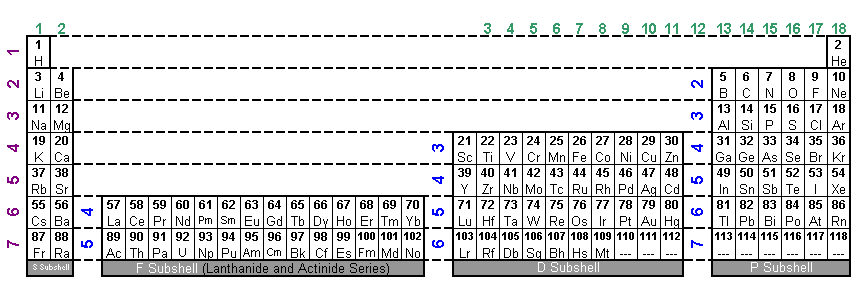 1 2 3 4 5 6 7 8 9 10 11 12 13 14 15 16 17 18
1 1 2
H He
2 3 4 2 5 6 7 8 9 10
Li Be B C N O F Ne
3 11 12 3 13 14 15 16 17 18
Na Mg Al Si P S Cl Ar
4 19 20 3 21 22 23 24 25 26 27 28 29 30 4 31 32 33 34 35 36
K Ca Sc Ti V Cr Mn Fe Co Ni Cu Zn Ga Ge As Se Br Kr
5 37 38 4 39 40 41 42 43 44 45 46 47 48 5 49 50 51 52 53 54
Rb Sr Y Zr Nb Mo Tc Ru Rh Pd Ag Cd In Sn Sb Te I Xe
6 55 56 4 57 58 59 60 61 62 63 64 65 66 67 68 69 70 5 71 72 73 74 75 76 77 78 79 80 6 81 82 83 84 85 86
Cs Ba La Ce Pr Nd Pm Sm Eu Gd Tb Dy Ho Er Tm Yb Lu Hf Ta W Re Os Ir Pt Au Hg Tl Pb Bi Po At Rn
7 87 88 5 89 90 91 92 93 94 95 96 97 98 99 100 101 102 6 103 104 105 106 107 108 109 110 111 112 7 113 114 115 116 117 118
Fr Ra Ac Th Pa U Np Pu Am Cm Bk Cf Es Fm Md No Lr Rf Db Sg Bh Hs Mt --- --- --- --- --- --- --- --- ---
S Subshell F Subshell (Lanthanide and Actinide Series) D Subshell P Subshell